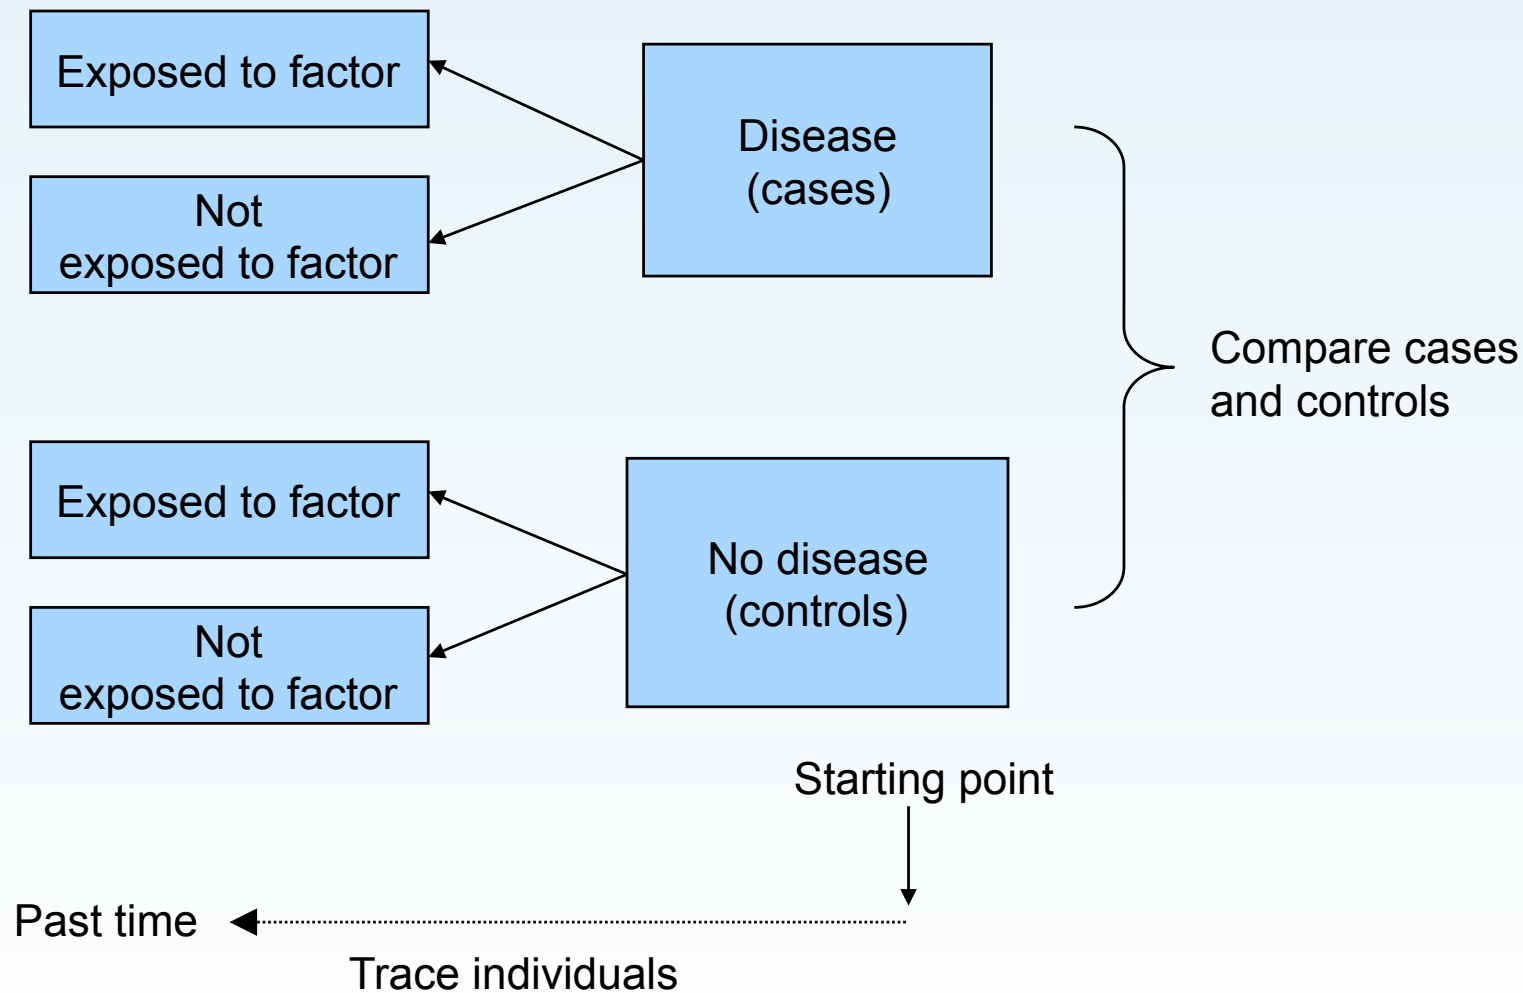 Exposed to factor
Not
exposed to factor
Disease
(cases)
Compare cases
and controls
Exposed to factor
Not
exposed to factor
No disease
(controls)
Starting point
Past time
Trace individuals